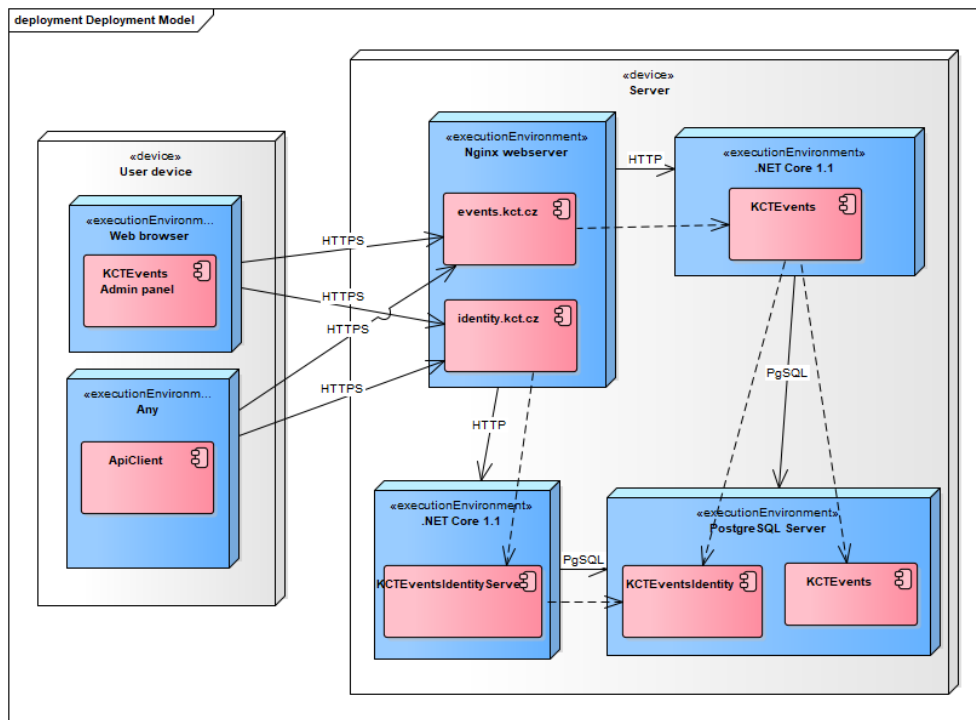 deployment Deployment Model
«device»
User device
«executionEnvironm...
Web browser
KCTEvents
Admin panel
«executionEnvironm...
Any
ApiClient
HTTPS
HTTPS
HTTPS
HTTPS
«device»
Server
«executionEnvironment»
Nginx webserver
events.kct.cz
identity.kct.cz
HTTP
«executionEnvironment»
.NET Core 1.1
KCTEvents
HTTP
PgSQL
«executionEnvironment»
.NET Core 1.1
KCTEventsIdentityServe
PgSQL
«executionEnvironment»
PostgreSQL Server
KCTEventsIdentity
KCTEvents